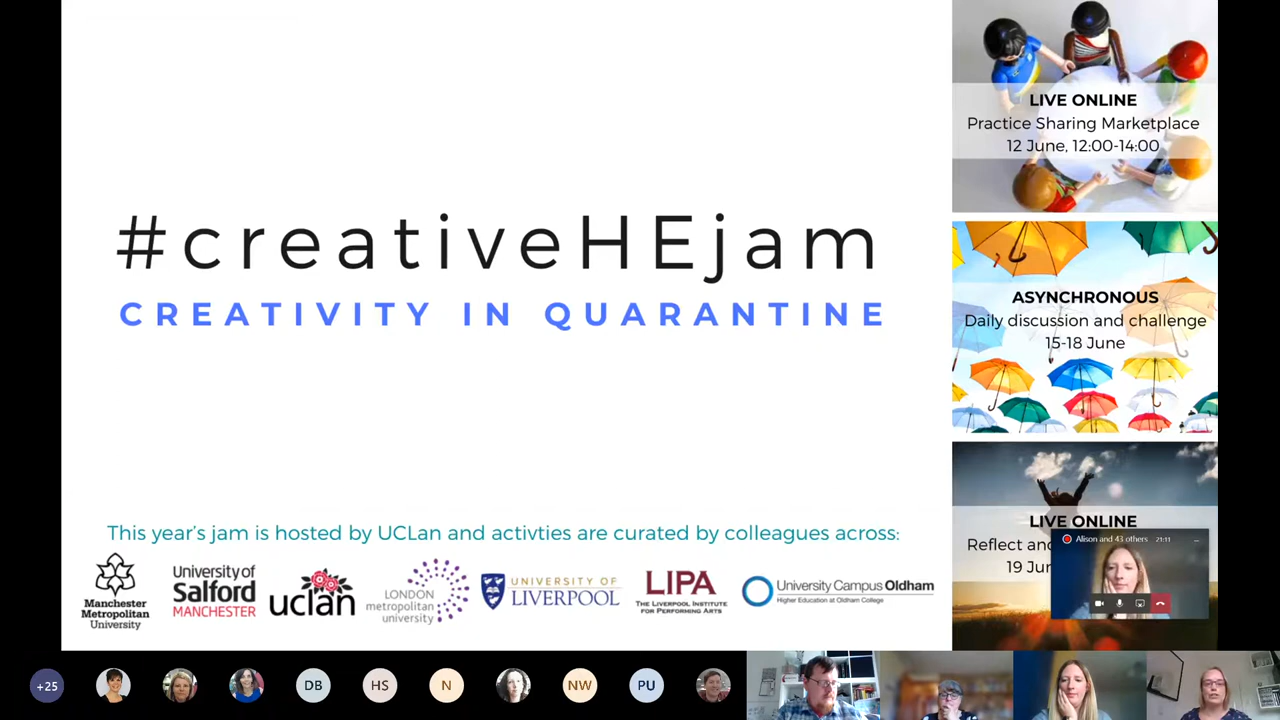 #creativeHEjam
CREATIVITY IN QUARANTINE
This year's jam is hosted by UCLan and activties are curated by colleagues across:
Manchester
Metropolitan
University
University of
Salford
MANCHESTER
uclan
LONDON
metropolitan
university
UNIVERSITY OF
LIVERPOOL
LIPA
THE LIVERPOOL INSTITUTE
FOR PERFORMING ARTS
University Campus Oldham
Higher Education at Oldham College
LIVE ONLINE
Practice Sharing Marketplace
12 June, 12:00-14:00
ASYNCHRONOUS
Daily discussion and challenge
15-18 June
LIVE ONLINE
Reflect
19
Alison and 43 others 21:11
+25
DB
HS
N
NW
PU